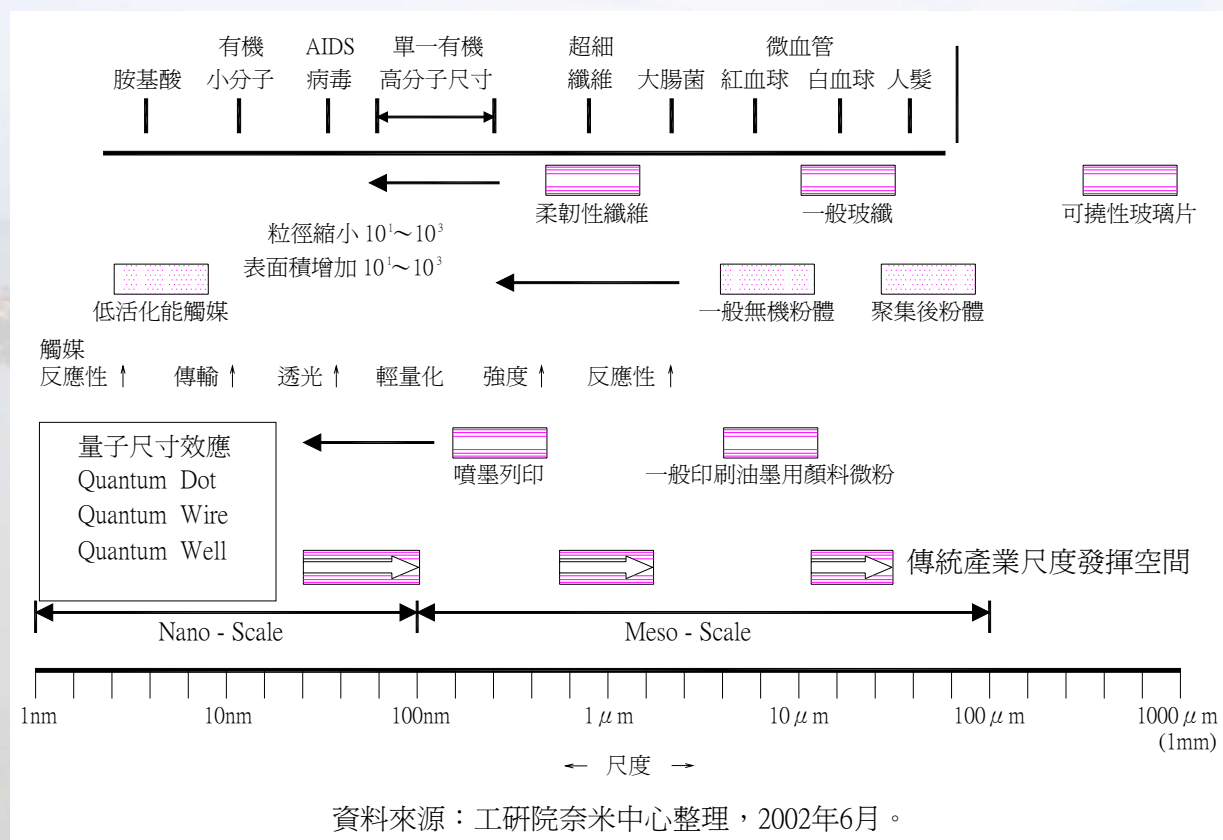 有機 AIDS 單一有機 超細 微血管
胺基酸 小分子 病毒 高分子尺寸 纖維 大腸菌 紅血球 白血球 人髮
柔韌性纖維 一般玻纖 可撓性玻璃片
粒徑縮小 10¹～10³
表面積增加 10¹～10³
低活化能觸媒 一般無機粉體 聚集後粉體
觸媒
反應性↑ 傳輸↑ 透光↑ 輕量化 強度↑ 反應性↑
量子尺寸效應
Quantum Dot
Quantum Wire
Quantum Well
噴墨列印 一般印刷油墨用顏料微粉
傳統產業尺度發揮空間
Nano - Scale Meso - Scale
1nm 10nm 100nm 1μm 10μm 100μm 1000μm
(1mm)
← 尺度 →
資料來源：工研院奈米中心整理，2002年6月。